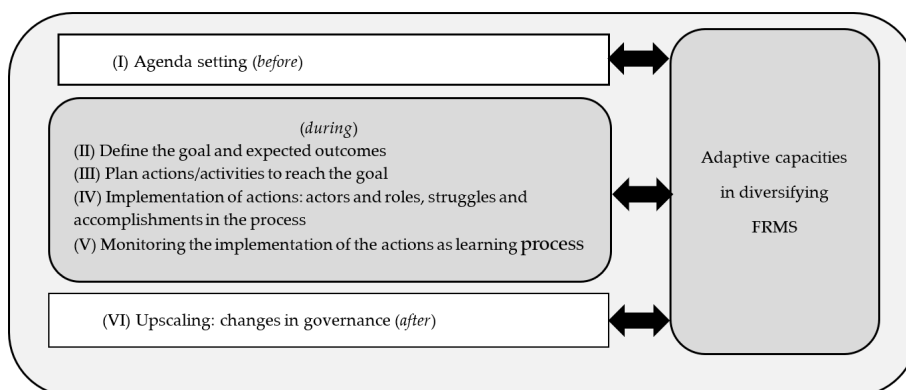 (I) Agenda setting (before)
(during)
(II) Define the goal and expected outcomes
(III) Plan actions/activities to reach the goal
(IV) Implementation of actions: actors and roles, struggles and
accomplishments in the process
(V) Monitoring the implementation of the actions as learning process
(VI) Upscaling: changes in governance (after)
Adaptive capacities
in diversifying
FRMS